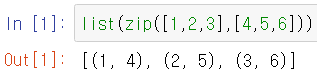 In [1]: list(zip([1,2,3],[4,5,6]))
Out[1]: [(1, 4), (2, 5), (3, 6)]